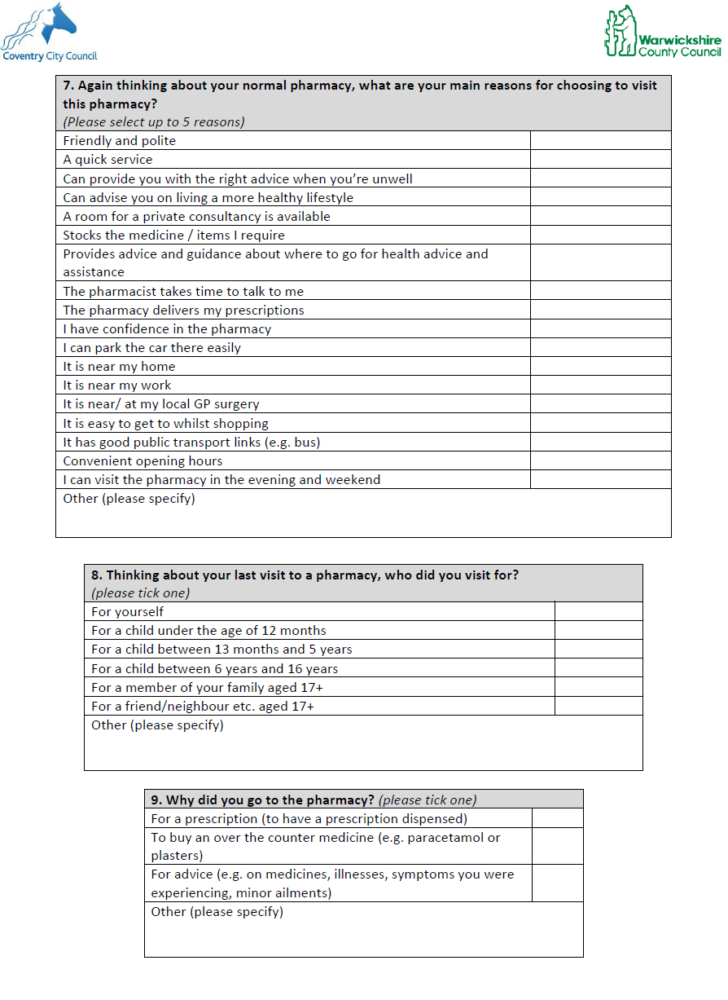 Coventry City Council
Warwickshire
County Council
7. Again thinking about your normal pharmacy, what are your main reasons for choosing to visit
this pharmacy?
(Please select up to 5 reasons)
Friendly and polite
A quick service
Can provide you with the right advice when you’re unwell
Can advise you on living a more healthy lifestyle
A room for a private consultancy is available
Stocks the medicine / items I require
Provides advice and guidance about where to go for health advice and
assistance
The pharmacist takes time to talk to me
The pharmacy delivers my prescriptions
I have confidence in the pharmacy
I can park the car there easily
It is near my home
It is near my work
It is near/ at my local GP surgery
It is easy to get to whilst shopping
It has good public transport links (e.g. bus)
Convenient opening hours
I can visit the pharmacy in the evening and weekend
Other (please specify)
8. Thinking about your last visit to a pharmacy, who did you visit for?
(please tick one)
For yourself
For a child under the age of 12 months
For a child between 13 months and 5 years
For a child between 6 years and 16 years
For a member of your family aged 17+
For a friend/neighbour etc. aged 17+
Other (please specify)
9. Why did you go to the pharmacy? (please tick one)
For a prescription (to have a prescription dispensed)
To buy an over the counter medicine (e.g. paracetamol or
plasters)
For advice (e.g. on medicines, illnesses, symptoms you were
experiencing, minor ailments)
Other (please specify)